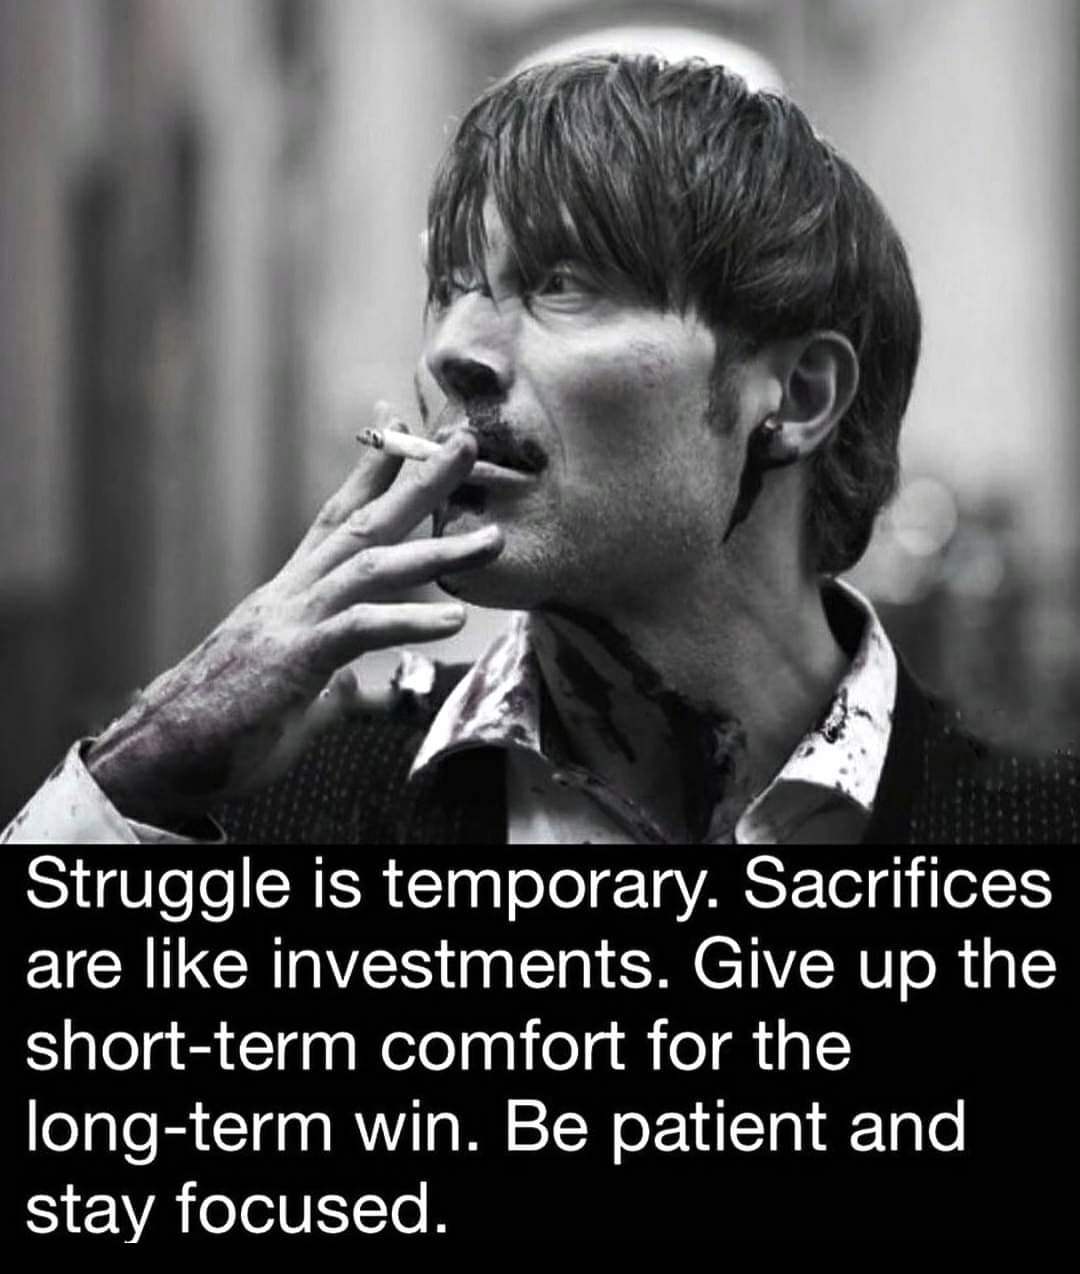 Struggle is temporary. Sacrifices
are like investments. Give up the
short-term comfort for the
long-term win. Be patient and
stay focused.